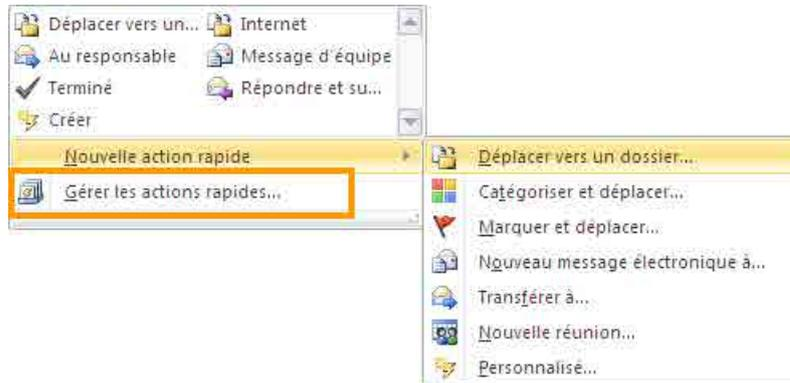 Déplacer vers un... Internet
Au responsable Message d'équipe
Terminé Répondre et su...
Créer
Nouvelle action rapide
Gérer les actions rapides...
Déplacer vers un dossier...
Catégoriser et déplacer...
Marquer et déplacer...
Nouveau message électronique à...
Transférer à...
Nouvelle réunion...
Personnalisé...